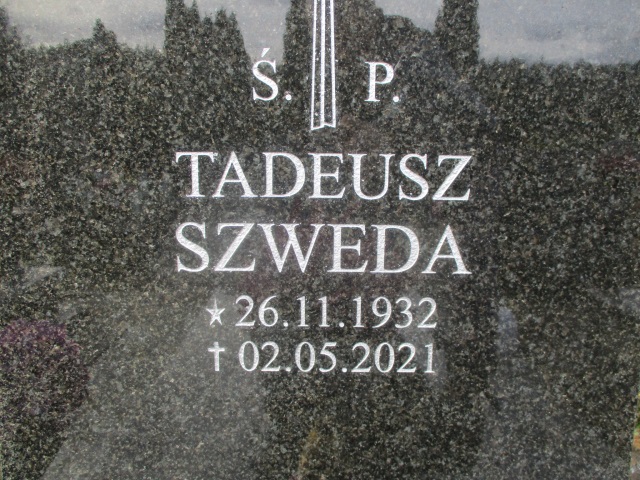 Ś. P.
TADEUSZ
SZWEDA
★ 26.11.1932
† 02.05.2021